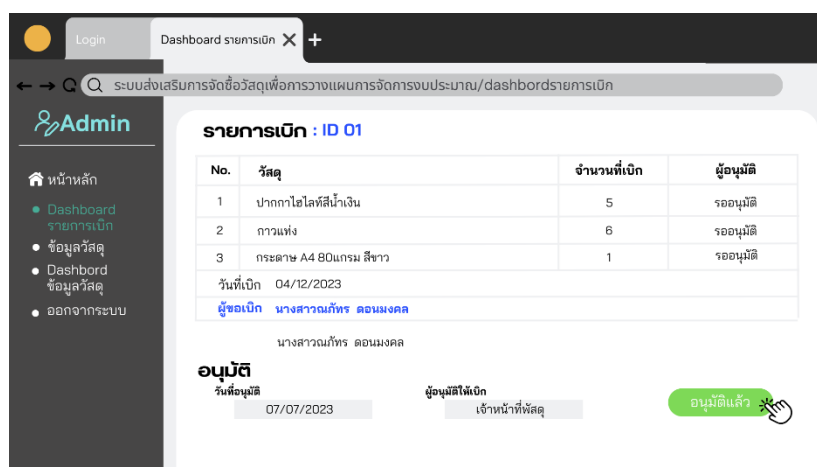 Login
Dashboard รายการเบิก
ระบบส่งเสริมการจัดซื้อวัสดุเพื่อการวางแผนการจัดการงบประมาณ/dashbordรายการเบิก
Admin
หน้าหลัก
Dashboard
รายการเบิก
ข้อมูลวัสดุ
Dashbord
ข้อมูลวัสดุ
ออกจากระบบ
รายการเบิก : ID 01
No. วัสดุ จำนวนที่เบิก ผู้อนุมัติ
1 ปากกาไฮไลท์สีน้ำเงิน 5 รออนุมัติ
2 กาวแท่ง 6 รออนุมัติ
3 กระดาษ A4 80แกรม สีขาว 1 รออนุมัติ
วันที่เบิก 04/12/2023
ผู้ขอเบิก นางสาวณภัทร ดอนมงคล
นางสาวณภัทร ดอนมงคล
อนุมัติ
วันที่อนุมัติ ผู้อนุมัติให้เบิก
07/07/2023 เจ้าหน้าที่พัสดุ
อนุมัติแล้ว